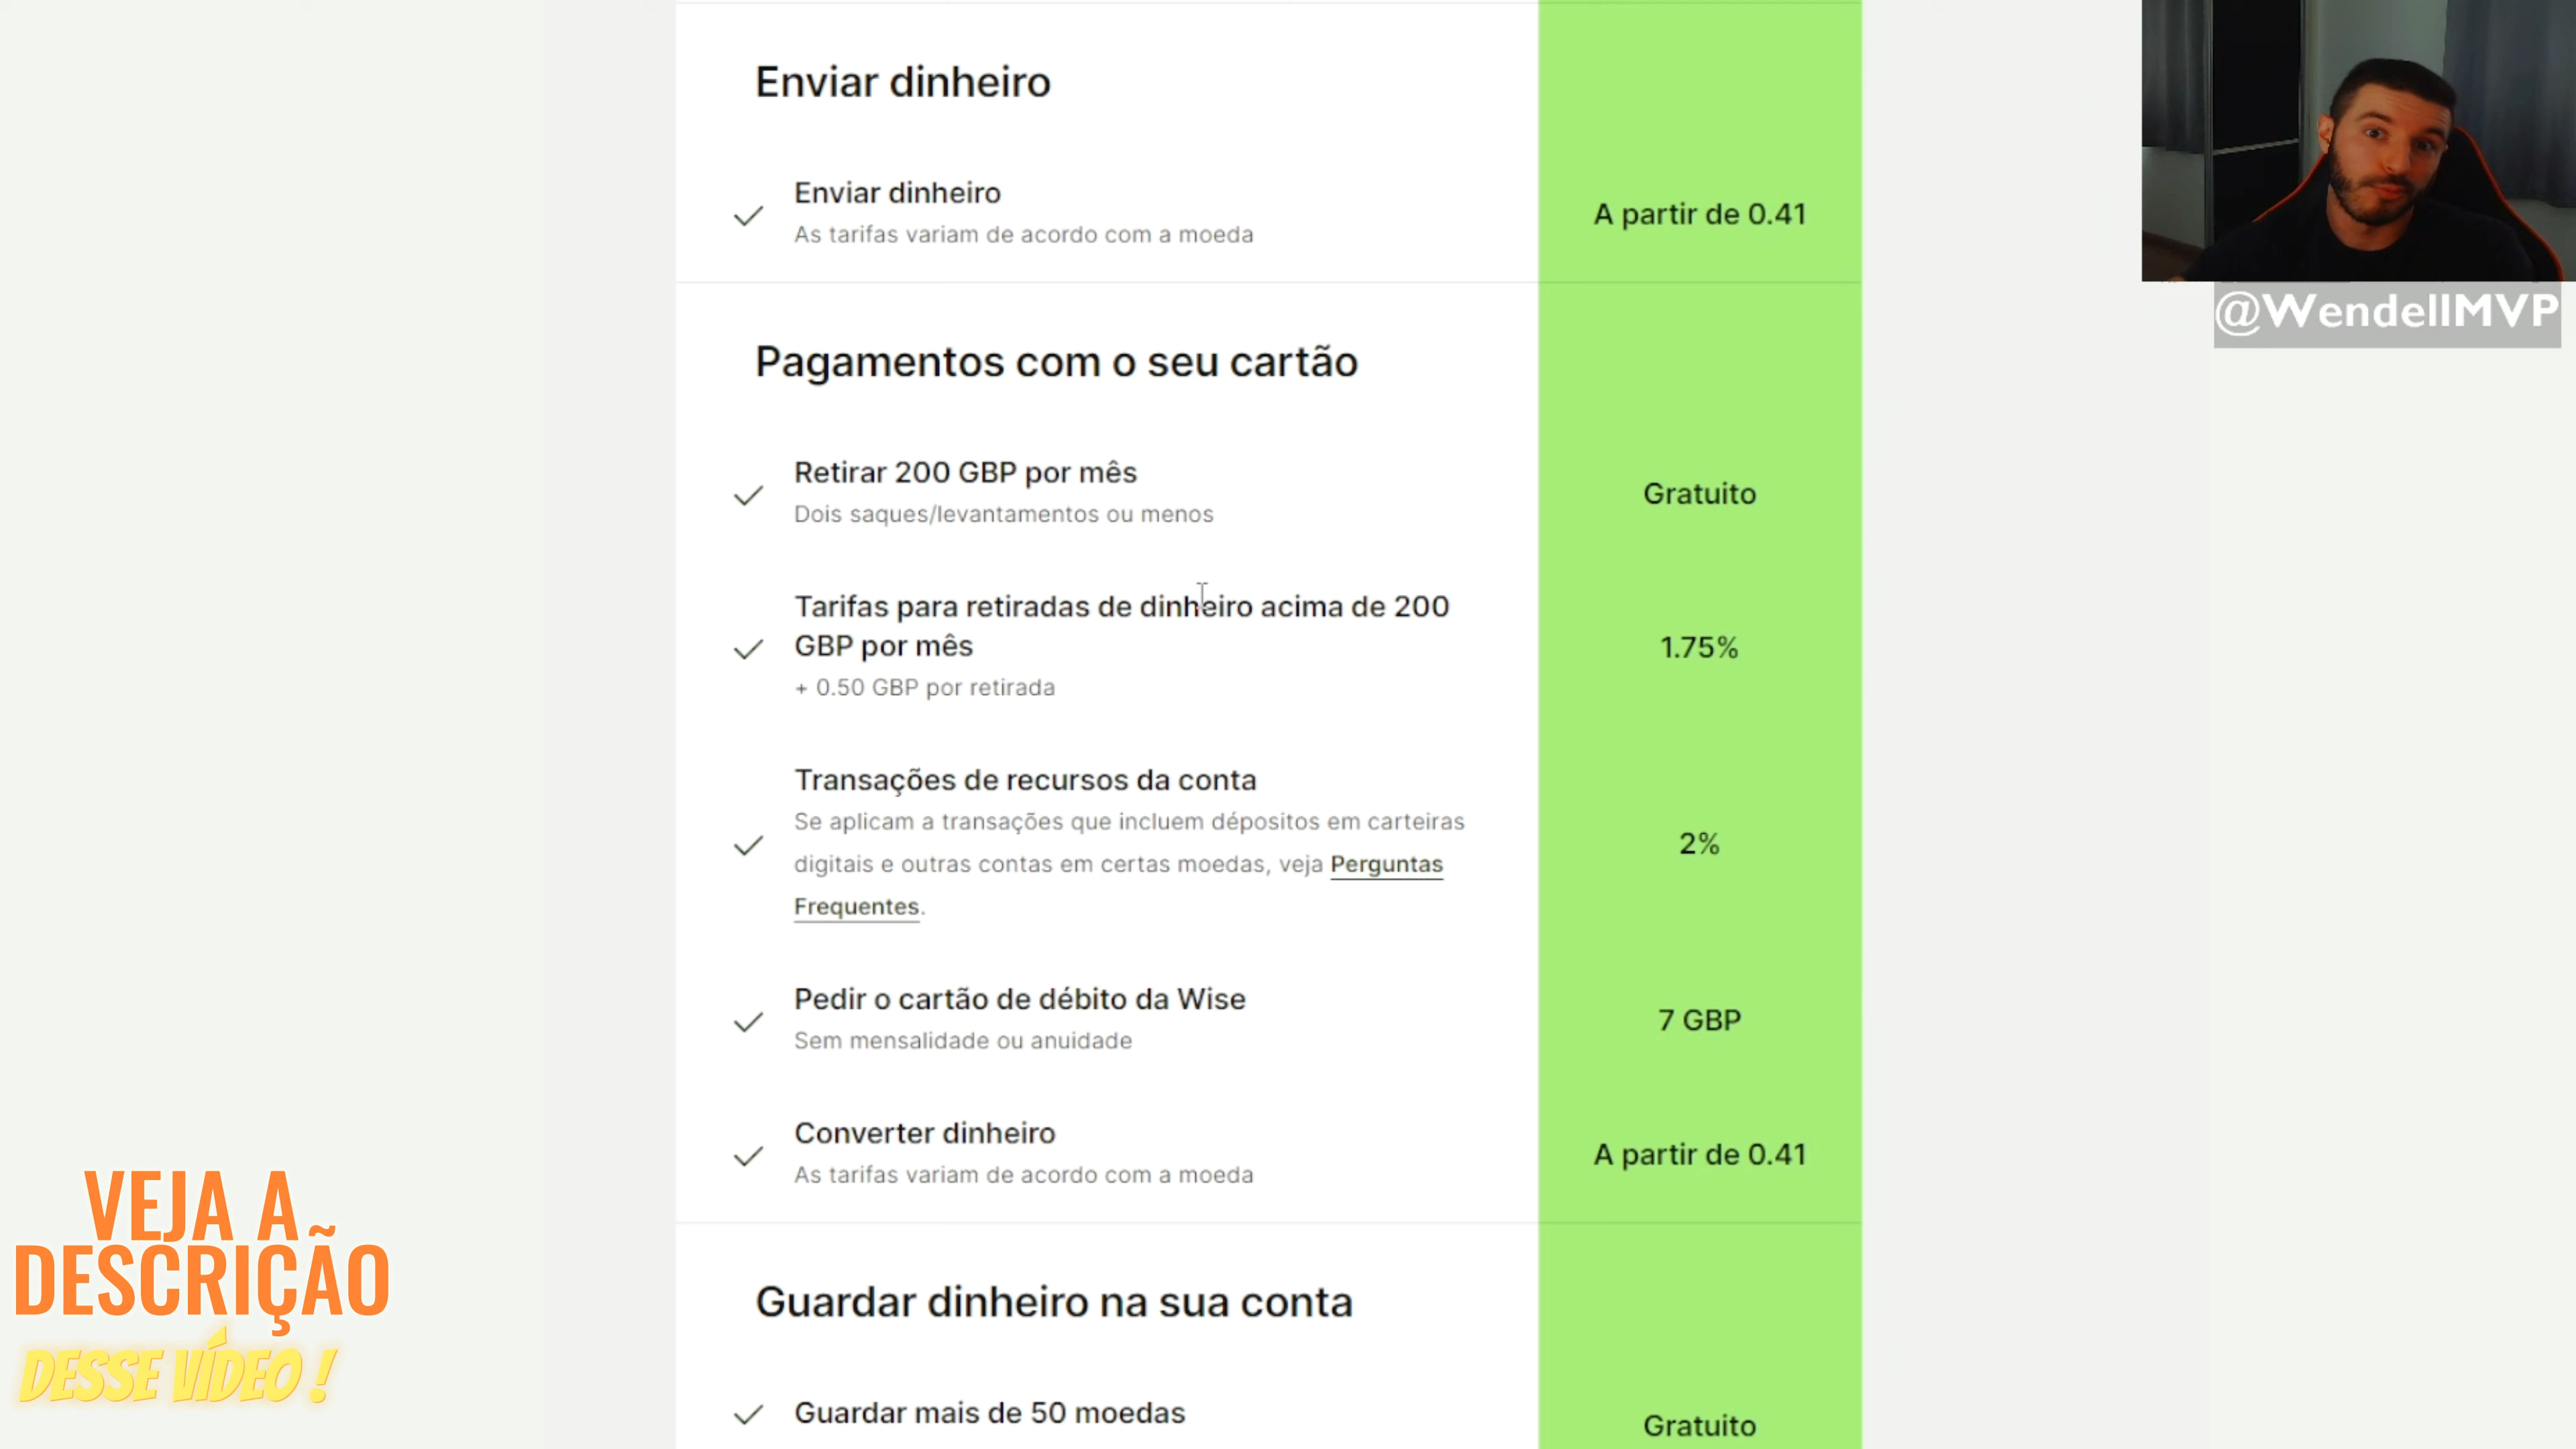 Enviar dinheiro
Enviar dinheiro
As tarifas variam de acordo com a moeda
A partir de 0.41
@WendellMVP
Pagamentos com o seu cartão
Retirar 200 GBP por mês
Dois saques/levantamentos ou menos
Gratuito
Tarifas para retiradas de dinheiro acima de 200
GBP por mês
+ 0.50 GBP por retirada
1.75%
Transações de recursos da conta
Se aplicam a transações que incluem dépositos em carteiras
digitais e outras contas em certas moedas, veja Perguntas
Frequentes.
2%
Pedir o cartão de débito da Wise
Sem mensalidade ou anuidade
7 GBP
Converter dinheiro
As tarifas variam de acordo com a moeda
A partir de 0.41
Guardar dinheiro na sua conta
Guardar mais de 50 moedas
Gratuito
VEJA A
DESCRIÇÃO
DESSE VÍDEO !